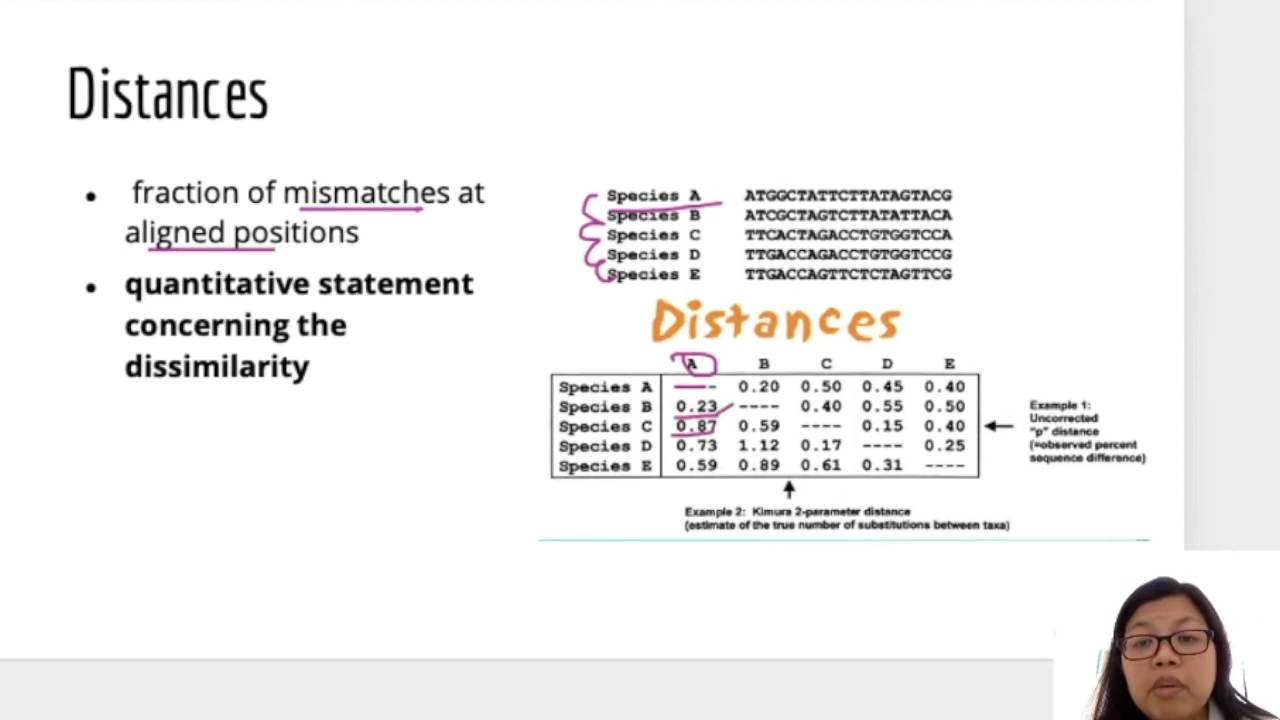 Distances
• fraction of mismatches at
aligned positions
• quantitative statement
concerning the
dissimilarity
Species A ATGGCTATTCTTATAGTACG
Species B ATCGCTAGTCTTATATTACA
Species C TTCACTAGACCTGTGGTCCA
Species D TTGACCAGACCTGTGGTCCG
Species E TTGACCAGTTCTCTAGTTCG
Distances
A B C D E
Species A ---- 0.20 0.50 0.45 0.40
Species B 0.23 ---- 0.40 0.55 0.50
Species C 0.87 0.59 ---- 0.15 0.40
Species D 0.73 1.12 0.17 ---- 0.25
Species E 0.59 0.89 0.61 0.31 ----
Example 1:
Uncorrected
"p" distance
(=observed percent
sequence difference)
Example 2: Kimura 2-parameter distance
(estimate of the true number of substitutions between taxa)